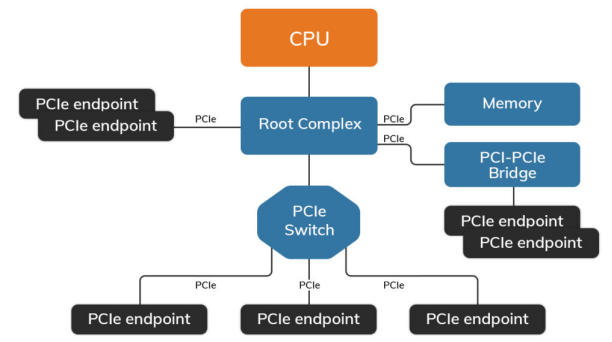 CPU
PCIe endpoint
PCIe endpoint
PCIe
Root Complex
PCIe
Memory
PCIe
PCI-PCIe
Bridge
PCIe endpoint
PCIe endpoint
PCIe
Switch
PCIe
PCIe
PCIe
PCIe endpoint
PCIe endpoint
PCIe endpoint